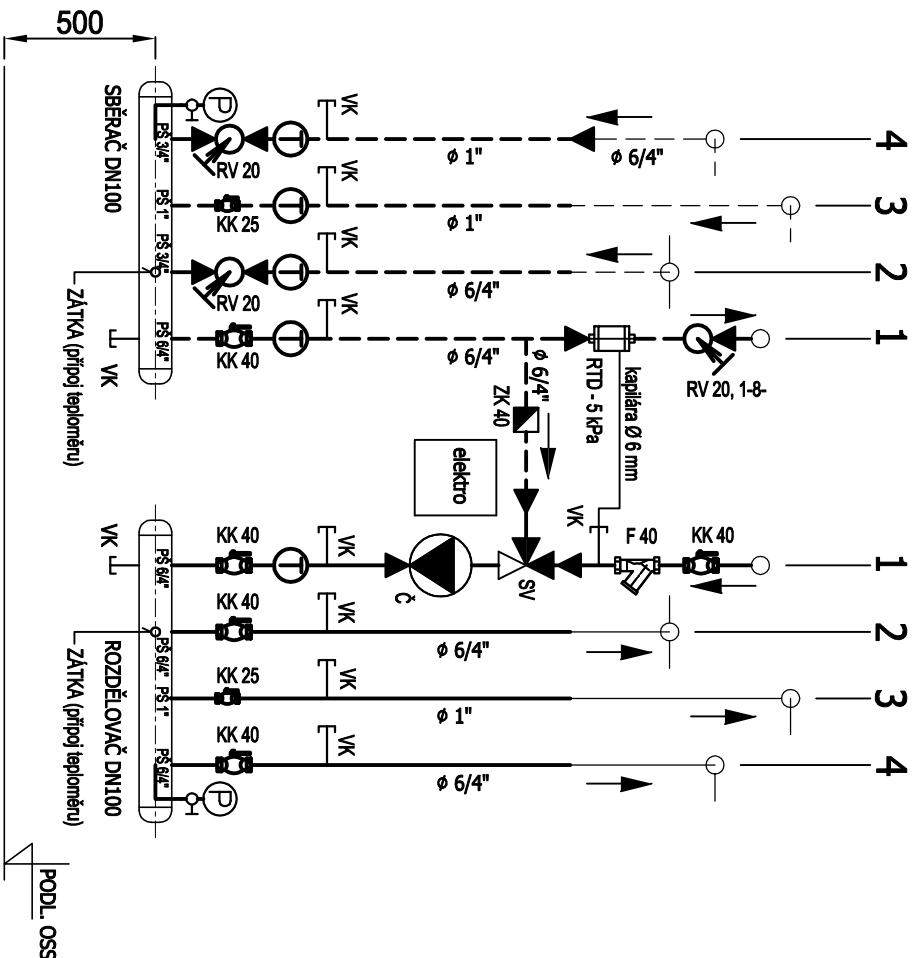 500
SBĚRAČ DN100
PŠ 3/4"
P
RV 20
VK
ϕ 1"
ϕ 6/4"
4
PŠ 1"
KK 25
VK
ϕ 1"
3
PŠ 3/4"
RV 20
VK
ϕ 6/4"
2
ZÁTKA (přípoj teploměru)
PŠ 6/4"
KK 40
VK
ϕ 6/4"
1
VK
RTD - 5 kPa
RV 20, 1-8-
ϕ 6/4"
ZK 40
kapilára Ø 6 mm
elektro
VK
PŠ 6/4"
KK 40
VK
Č
SV
VK
F 40
KK 40
1
PŠ 6/4"
KK 40
VK
ϕ 6/4"
2
ZÁTKA (přípoj teploměru)
ROZDĚLOVAČ DN100
PŠ 1"
KK 25
VK
ϕ 1"
3
PŠ 6/4"
KK 40
VK
ϕ 6/4"
4
P
PODL. OSS